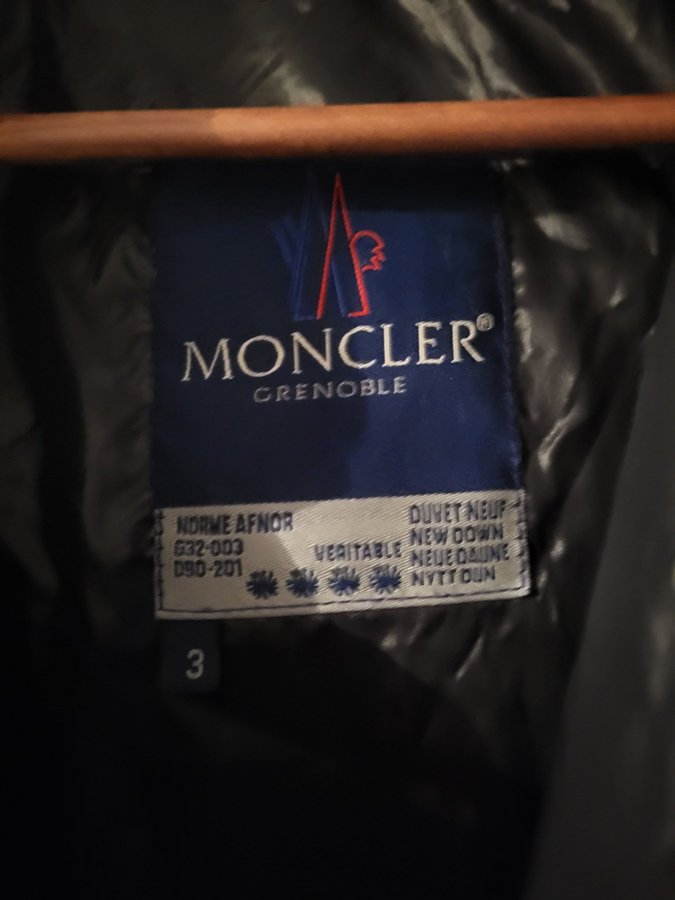 MONCLER®
GRENOBLE
NORME AFNOR
G32-003
D90-201
VERITABLE
DUVET NEUF
NEW DOWN
NEUE DAUNE
NYTT DUN
3